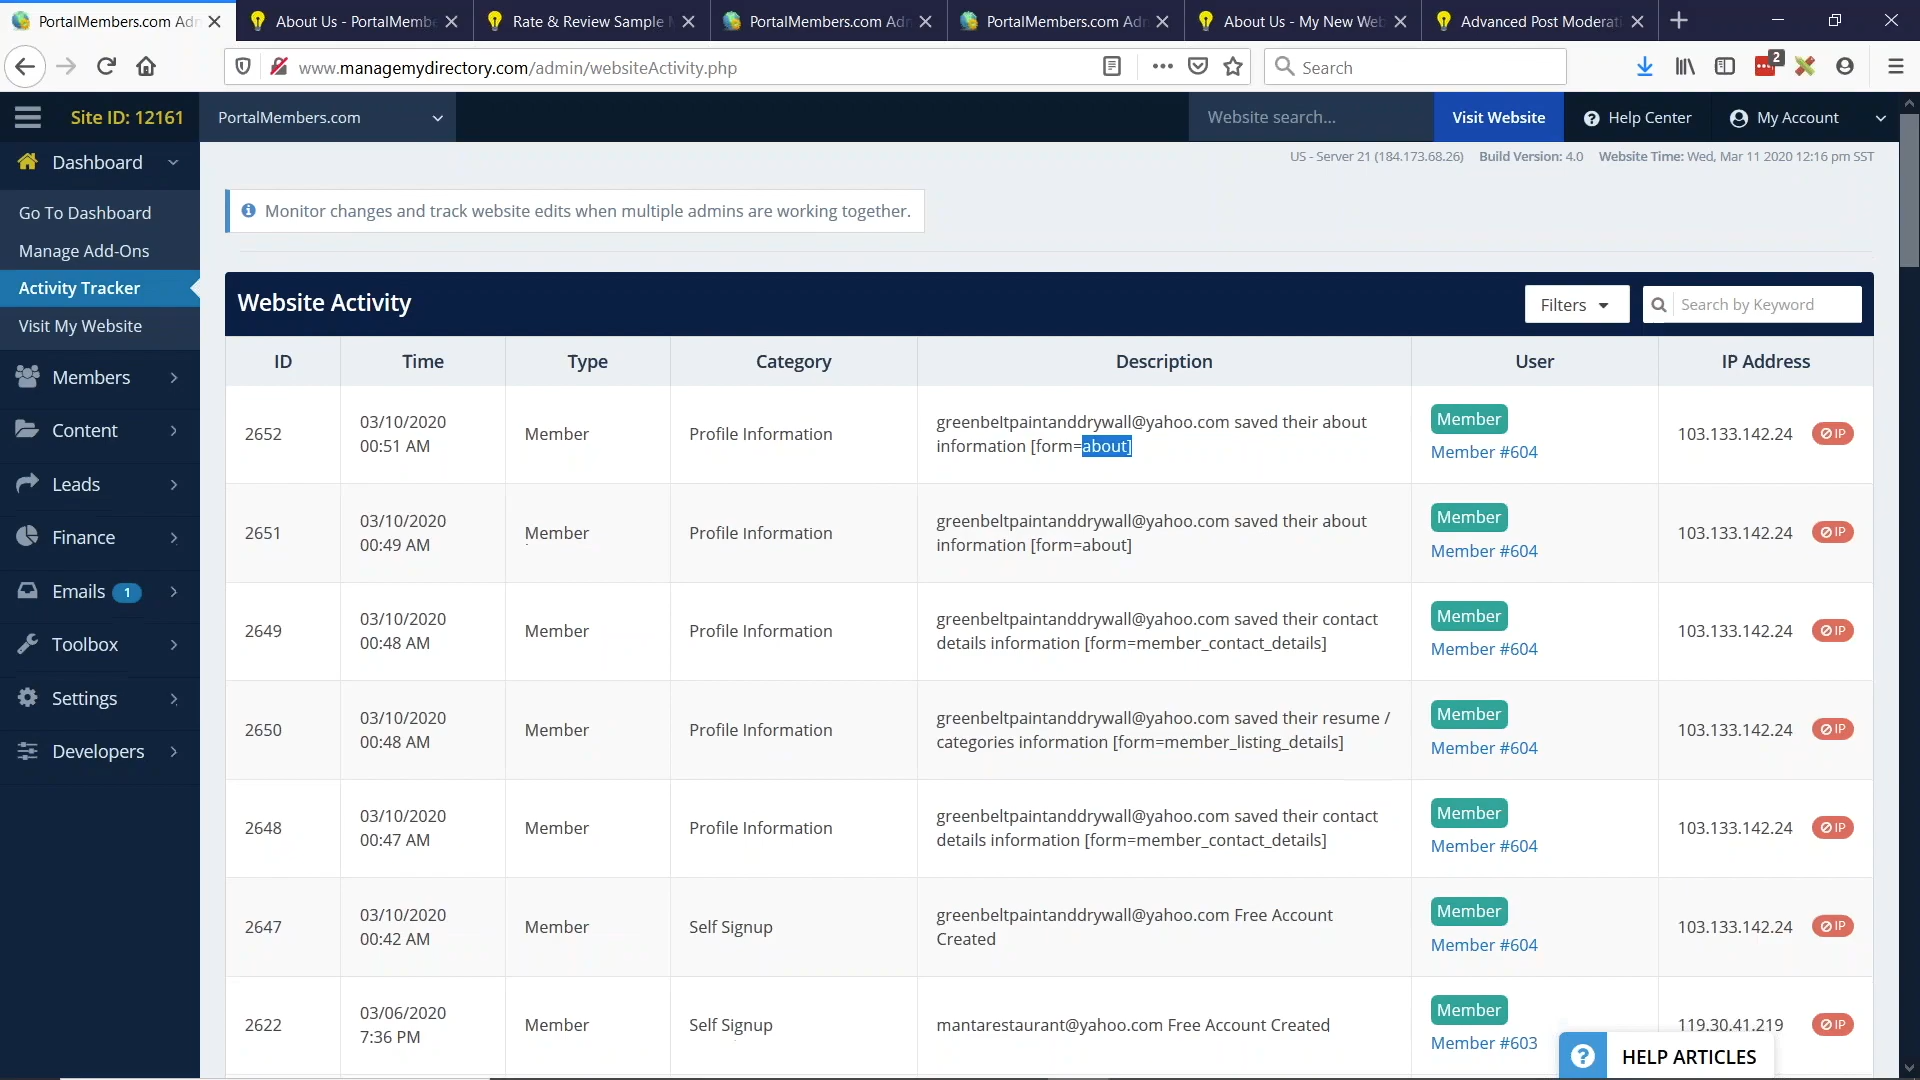 PortalMembers.com Adm
About Us - PortalMembe
Rate & Review Sample M
PortalMembers.com Adm
PortalMembers.com Adm
About Us - My New Web
Advanced Post Moderati
www.managemydirectory.com/admin/websiteActivity.php
Search
2
Site ID: 12161
PortalMembers.com
Website search...
Visit Website
Help Center
My Account
US - Server 21 (184.173.68.26) Build Version: 4.0 Website Time: Wed, Mar 11 2020 12:16 pm SST
Dashboard
Go To Dashboard
Manage Add-Ons
Activity Tracker
Visit My Website
Members
Content
Leads
Finance
Emails 1
Toolbox
Settings
Developers
Monitor changes and track website edits when multiple admins are working together.
Website Activity
Filters
Search by Keyword
ID Time Type Category Description User IP Address
2652
03/10/2020
00:51 AM
Member
Profile Information
greenbeltpaintanddrywall@yahoo.com saved their about
information [form=about]
Member
Member #604
103.133.142.24
IP
2651
03/10/2020
00:49 AM
Member
Profile Information
greenbeltpaintanddrywall@yahoo.com saved their about
information [form=about]
Member
Member #604
103.133.142.24
IP
2649
03/10/2020
00:48 AM
Member
Profile Information
greenbeltpaintanddrywall@yahoo.com saved their contact
details information [form=member_contact_details]
Member
Member #604
103.133.142.24
IP
2650
03/10/2020
00:48 AM
Member
Profile Information
greenbeltpaintanddrywall@yahoo.com saved their resume /
categories information [form=member_listing_details]
Member
Member #604
103.133.142.24
IP
2648
03/10/2020
00:47 AM
Member
Profile Information
greenbeltpaintanddrywall@yahoo.com saved their contact
details information [form=member_contact_details]
Member
Member #604
103.133.142.24
IP
2647
03/10/2020
00:42 AM
Member
Self Signup
greenbeltpaintanddrywall@yahoo.com Free Account
Created
Member
Member #604
103.133.142.24
IP
2622
03/06/2020
7:36 PM
Member
Self Signup
mantarestaurant@yahoo.com Free Account Created
Member
Member #603
119.30.41.219
IP
HELP ARTICLES